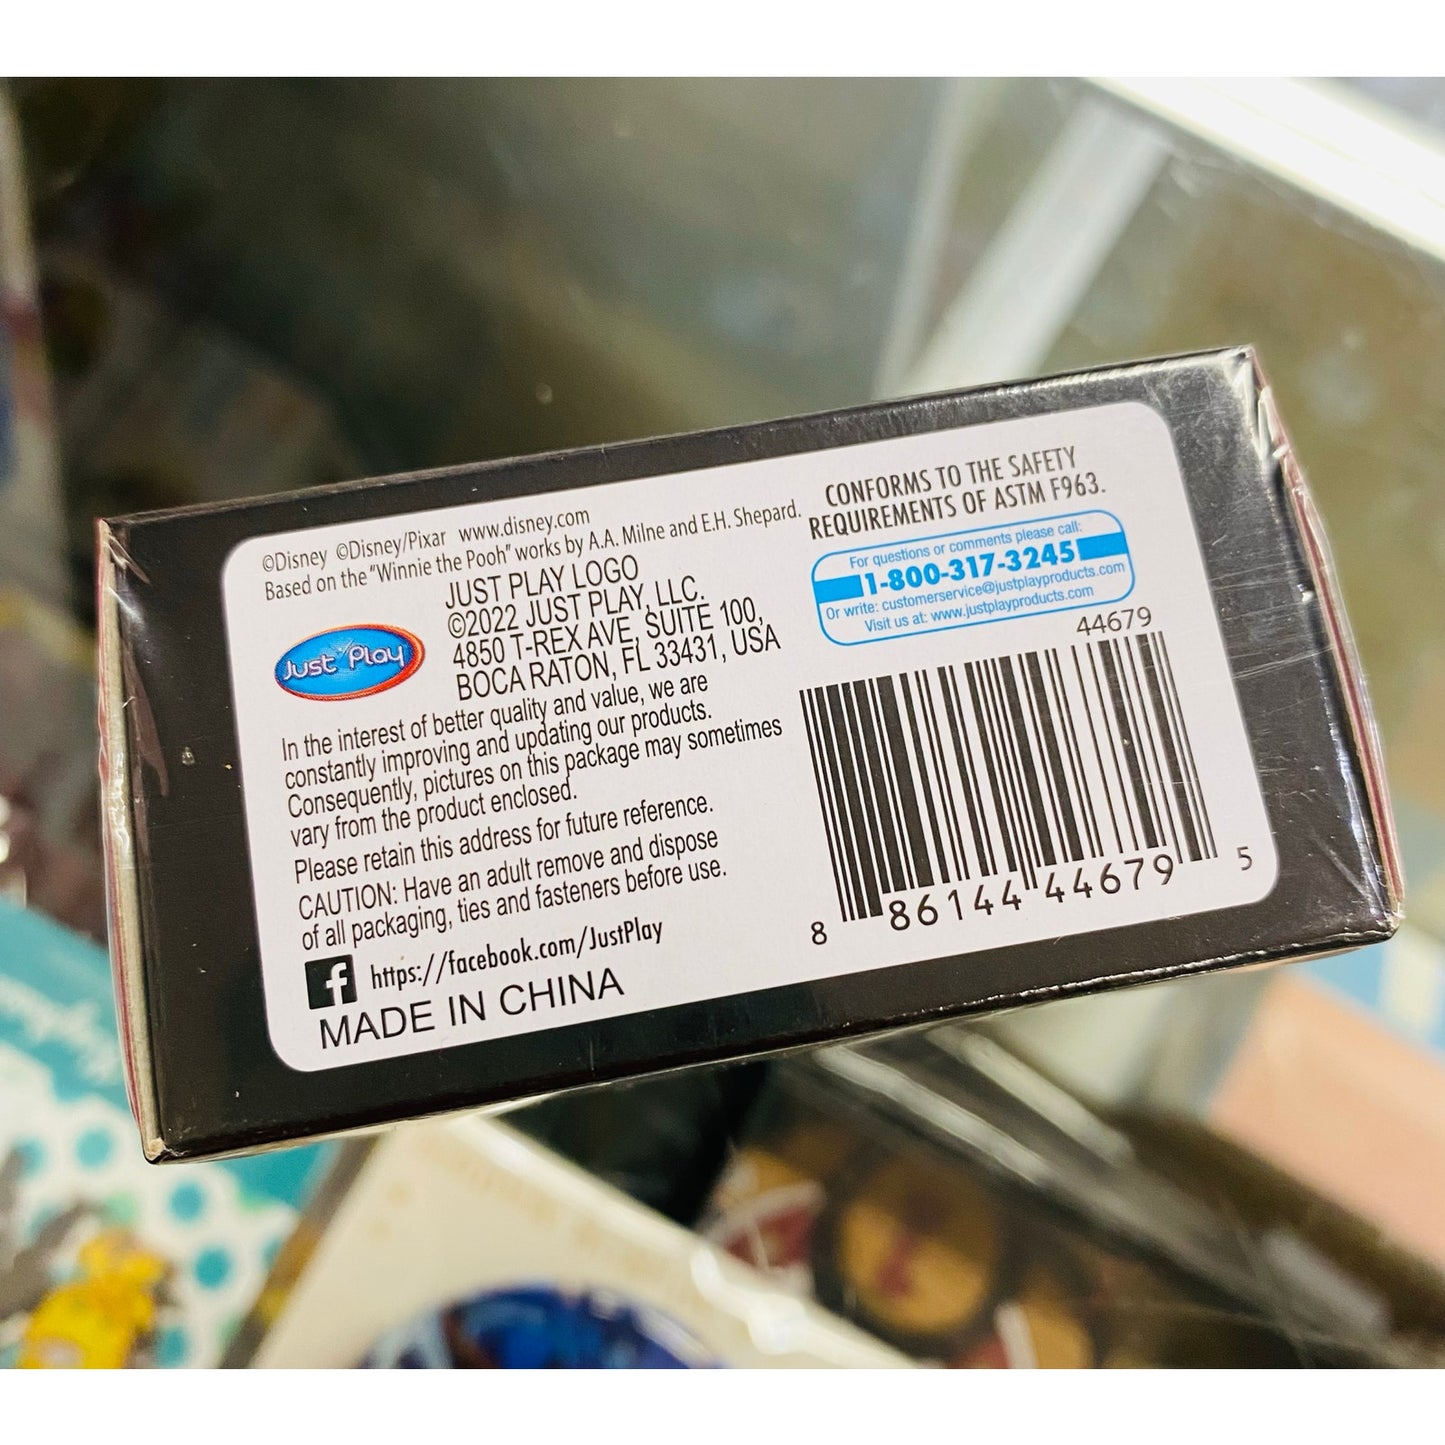 ©Disney ©Disney/Pixar www.disney.com
Based on the "Winnie the Pooh" works by A.A. Milne and E.H. Shepard.
JUST PLAY LOGO
©2022 JUST PLAY, LLC.
4850 T-REX AVE, SUITE 100,
BOCA RATON, FL 33431, USA
Just Play
In the interest of better quality and value, we are
constantly improving and updating our products.
Consequently, pictures on this package may sometimes
vary from the product enclosed.
Please retain this address for future reference.
CAUTION: Have an adult remove and dispose
of all packaging, ties and fasteners before use.
f https://facebook.com/JustPlay
MADE IN CHINA
CONFORMS TO THE SAFETY
REQUIREMENTS OF ASTM F963.
For questions or comments please call:
1-800-317-3245
Or write: customerservice@justplayproducts.com
Visit us at: www.justplayproducts.com
44679
8 86144 44679 5